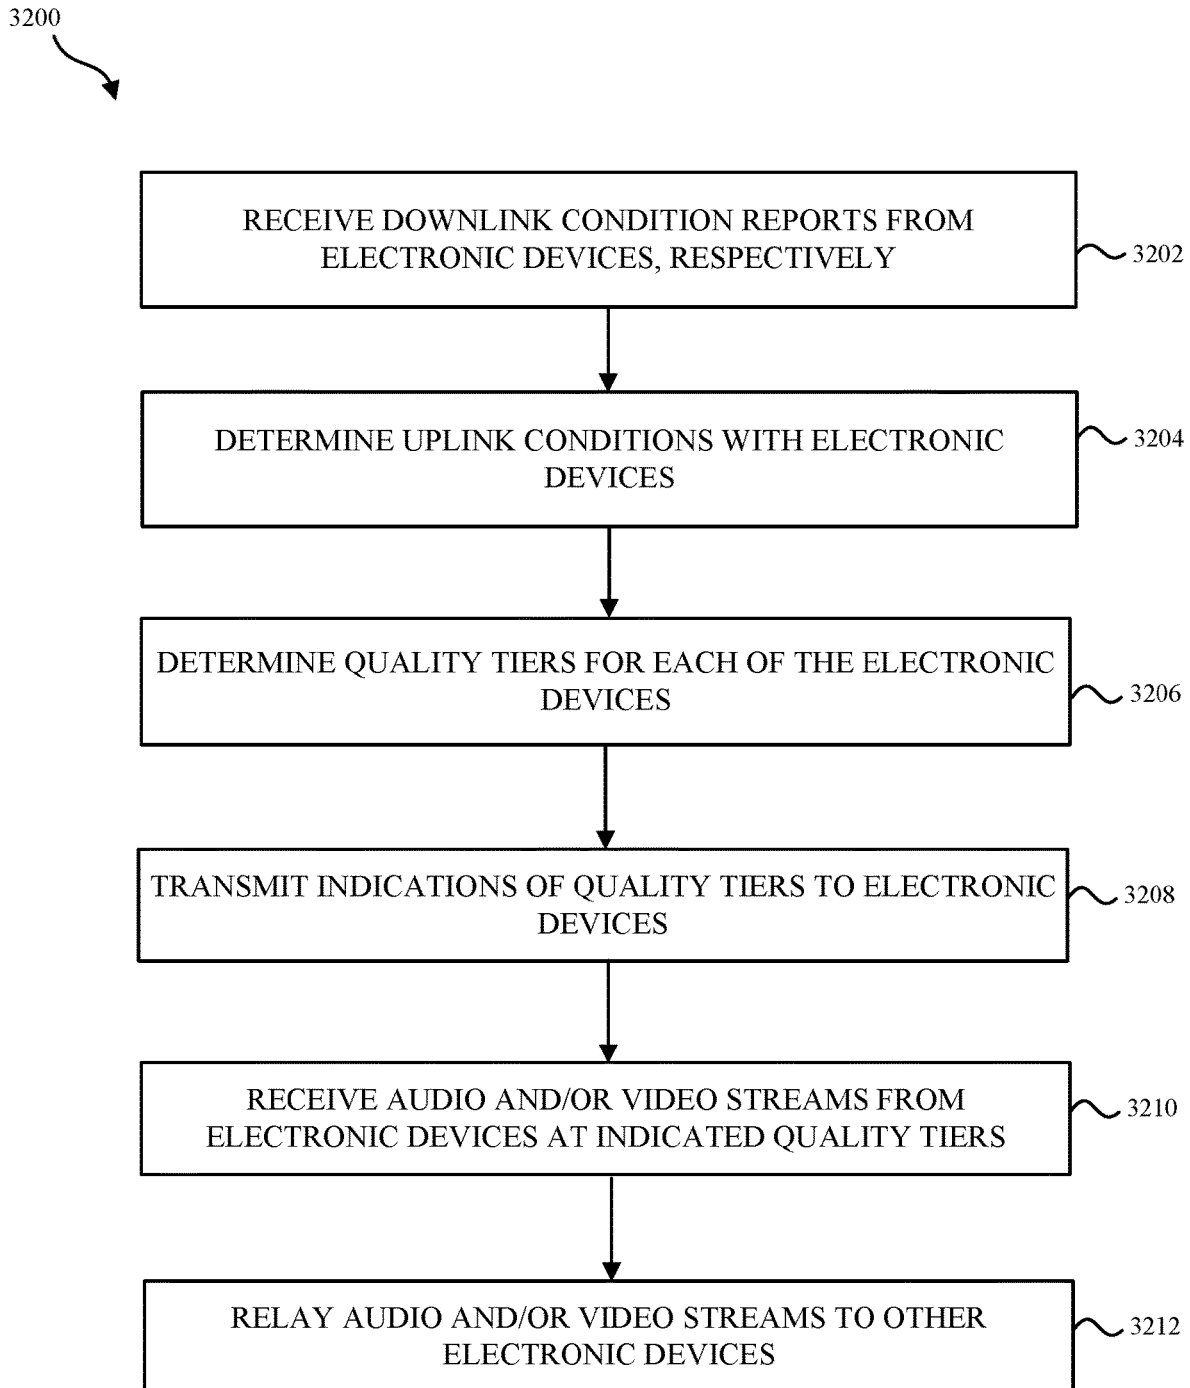 3200
RECEIVE DOWNLINK CONDITION REPORTS FROM
ELECTRONIC DEVICES, RESPECTIVELY
3202
DETERMINE UPLINK CONDITIONS WITH ELECTRONIC
DEVICES
3204
DETERMINE QUALITY TIERS FOR EACH OF THE ELECTRONIC
DEVICES
3206
TRANSMIT INDICATIONS OF QUALITY TIERS TO ELECTRONIC
DEVICES
3208
RECEIVE AUDIO AND/OR VIDEO STREAMS FROM
ELECTRONIC DEVICES AT INDICATED QUALITY TIERS
3210
RELAY AUDIO AND/OR VIDEO STREAMS TO OTHER
ELECTRONIC DEVICES
3212